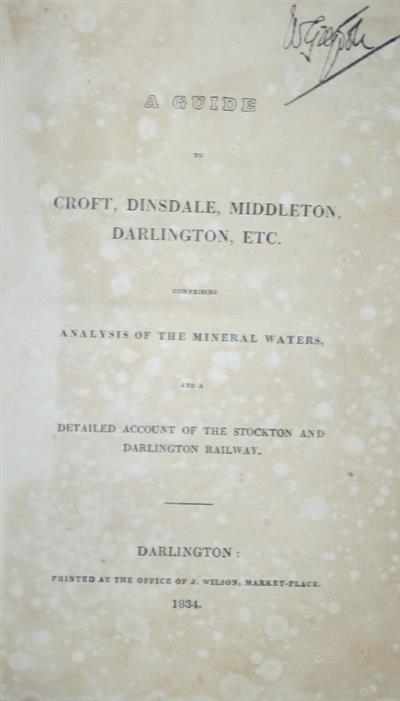 A GUIDE
TO
CROFT, DINSDALE, MIDDLETON,
DARLINGTON, ETC.
COMPRISING
ANALYSIS OF THE MINERAL WATERS,
AND A
DETAILED ACCOUNT OF THE STOCKTON AND
DARLINGTON RAILWAY.
DARLINGTON:
PRINTED AT THE OFFICE OF J. WILSON, MARKET-PLACE.
1834.